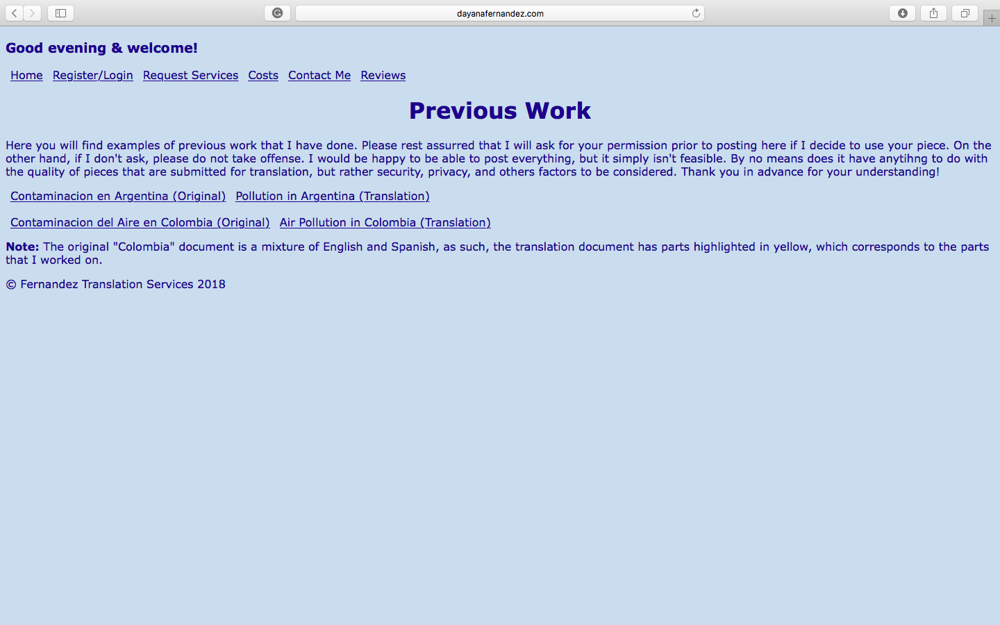 dayanafernandez.com
Good evening & welcome!
Home Register/Login Request Services Costs Contact Me Reviews
Previous Work
Here you will find examples of previous work that I have done. Please rest assurred that I will ask for your permission prior to posting here if I decide to use your piece. On the
other hand, if I don't ask, please do not take offense. I would be happy to be able to post everything, but it simply isn't feasible. By no means does it have anytihng to do with
the quality of pieces that are submitted for translation, but rather security, privacy, and others factors to be considered. Thank you in advance for your understanding!
Contaminacion en Argentina (Original) Pollution in Argentina (Translation)
Contaminacion del Aire en Colombia (Original) Air Pollution in Colombia (Translation)
Note: The original "Colombia" document is a mixture of English and Spanish, as such, the translation document has parts highlighted in yellow, which corresponds to the parts
that I worked on.
© Fernandez Translation Services 2018